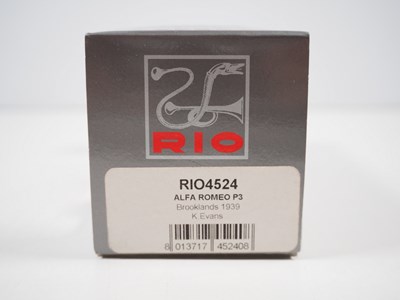 RIO
RIO4524
ALFA ROMEO P3
Brooklands 1939
K Evans
8 013717 452408